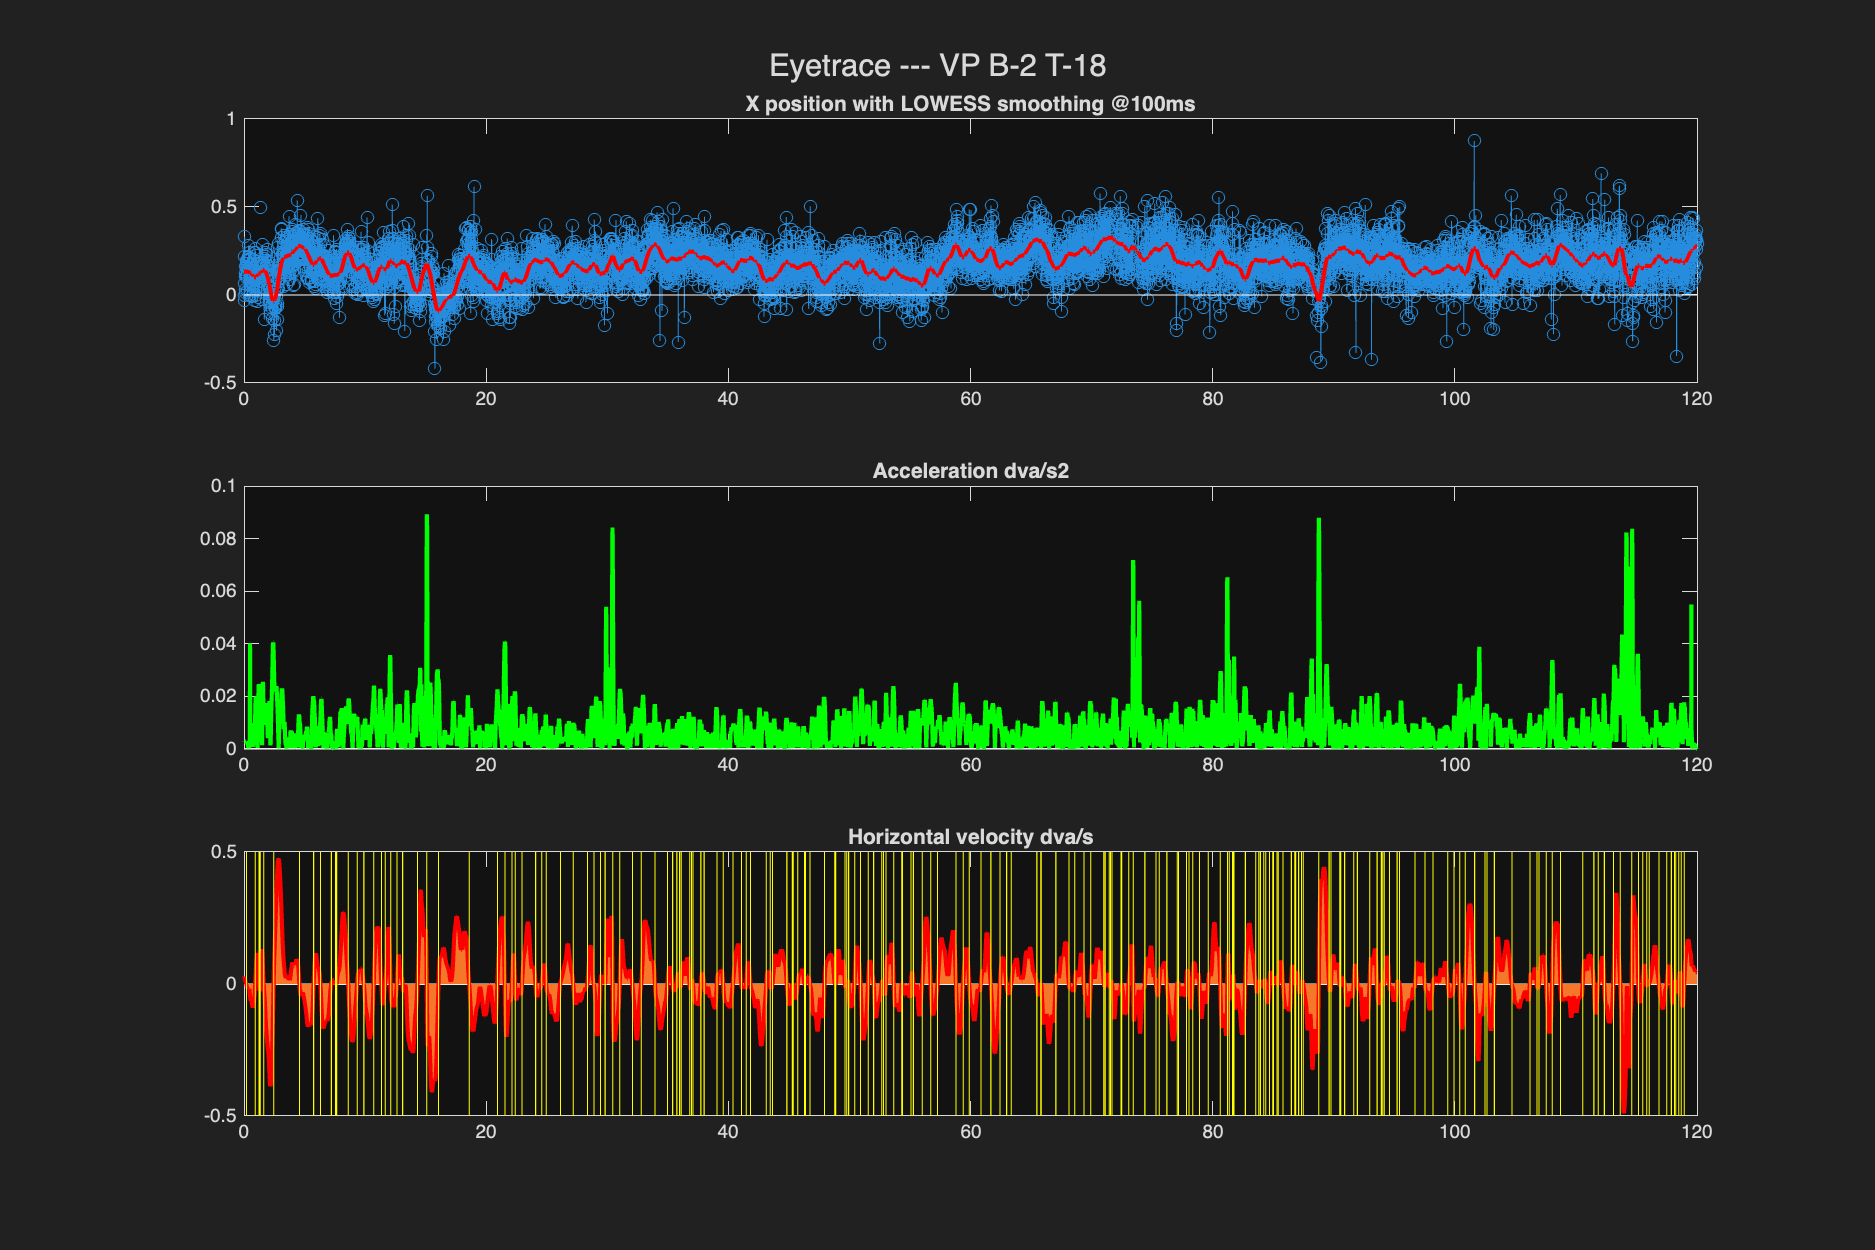 Eyetrace --- VP B-2 T-18
X position with LOWESS smoothing @100ms
1
0.5
0
-0.5
0 20 40 60 80 100 120
Acceleration dva/s2
0.1
0.08
0.06
0.04
0.02
0
0 20 40 60 80 100 120
Horizontal velocity dva/s
0.5
0
-0.5
0 20 40 60 80 100 120